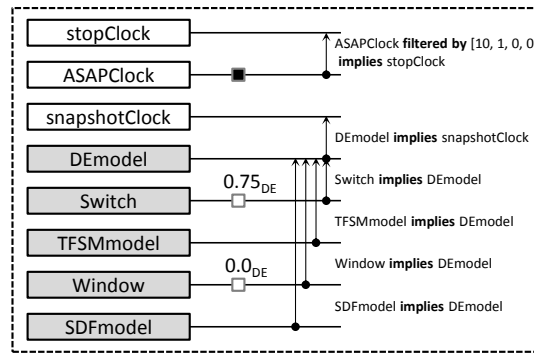 stopClock
ASAPClock filtered by [10, 1, 0, 0
implies stopClock
ASAPClock
snapshotClock
DEmodel implies snapshotClock
DEmodel
Switch implies DEmodel
0.75DE
Switch
TFSMmodel implies DEmodel
TFSMmodel
Window implies DEmodel
0.0DE
Window
SDFmodel implies DEmodel
SDFmodel